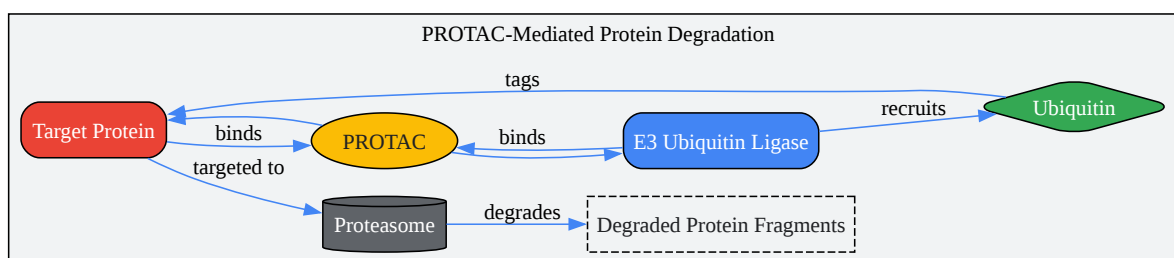 PROTAC-Mediated Protein Degradation
tags
recruits
Ubiquitin
Target Protein
binds
PROTAC
binds
E3 Ubiquitin Ligase
targeted to
Proteasome
degrades
Degraded Protein Fragments